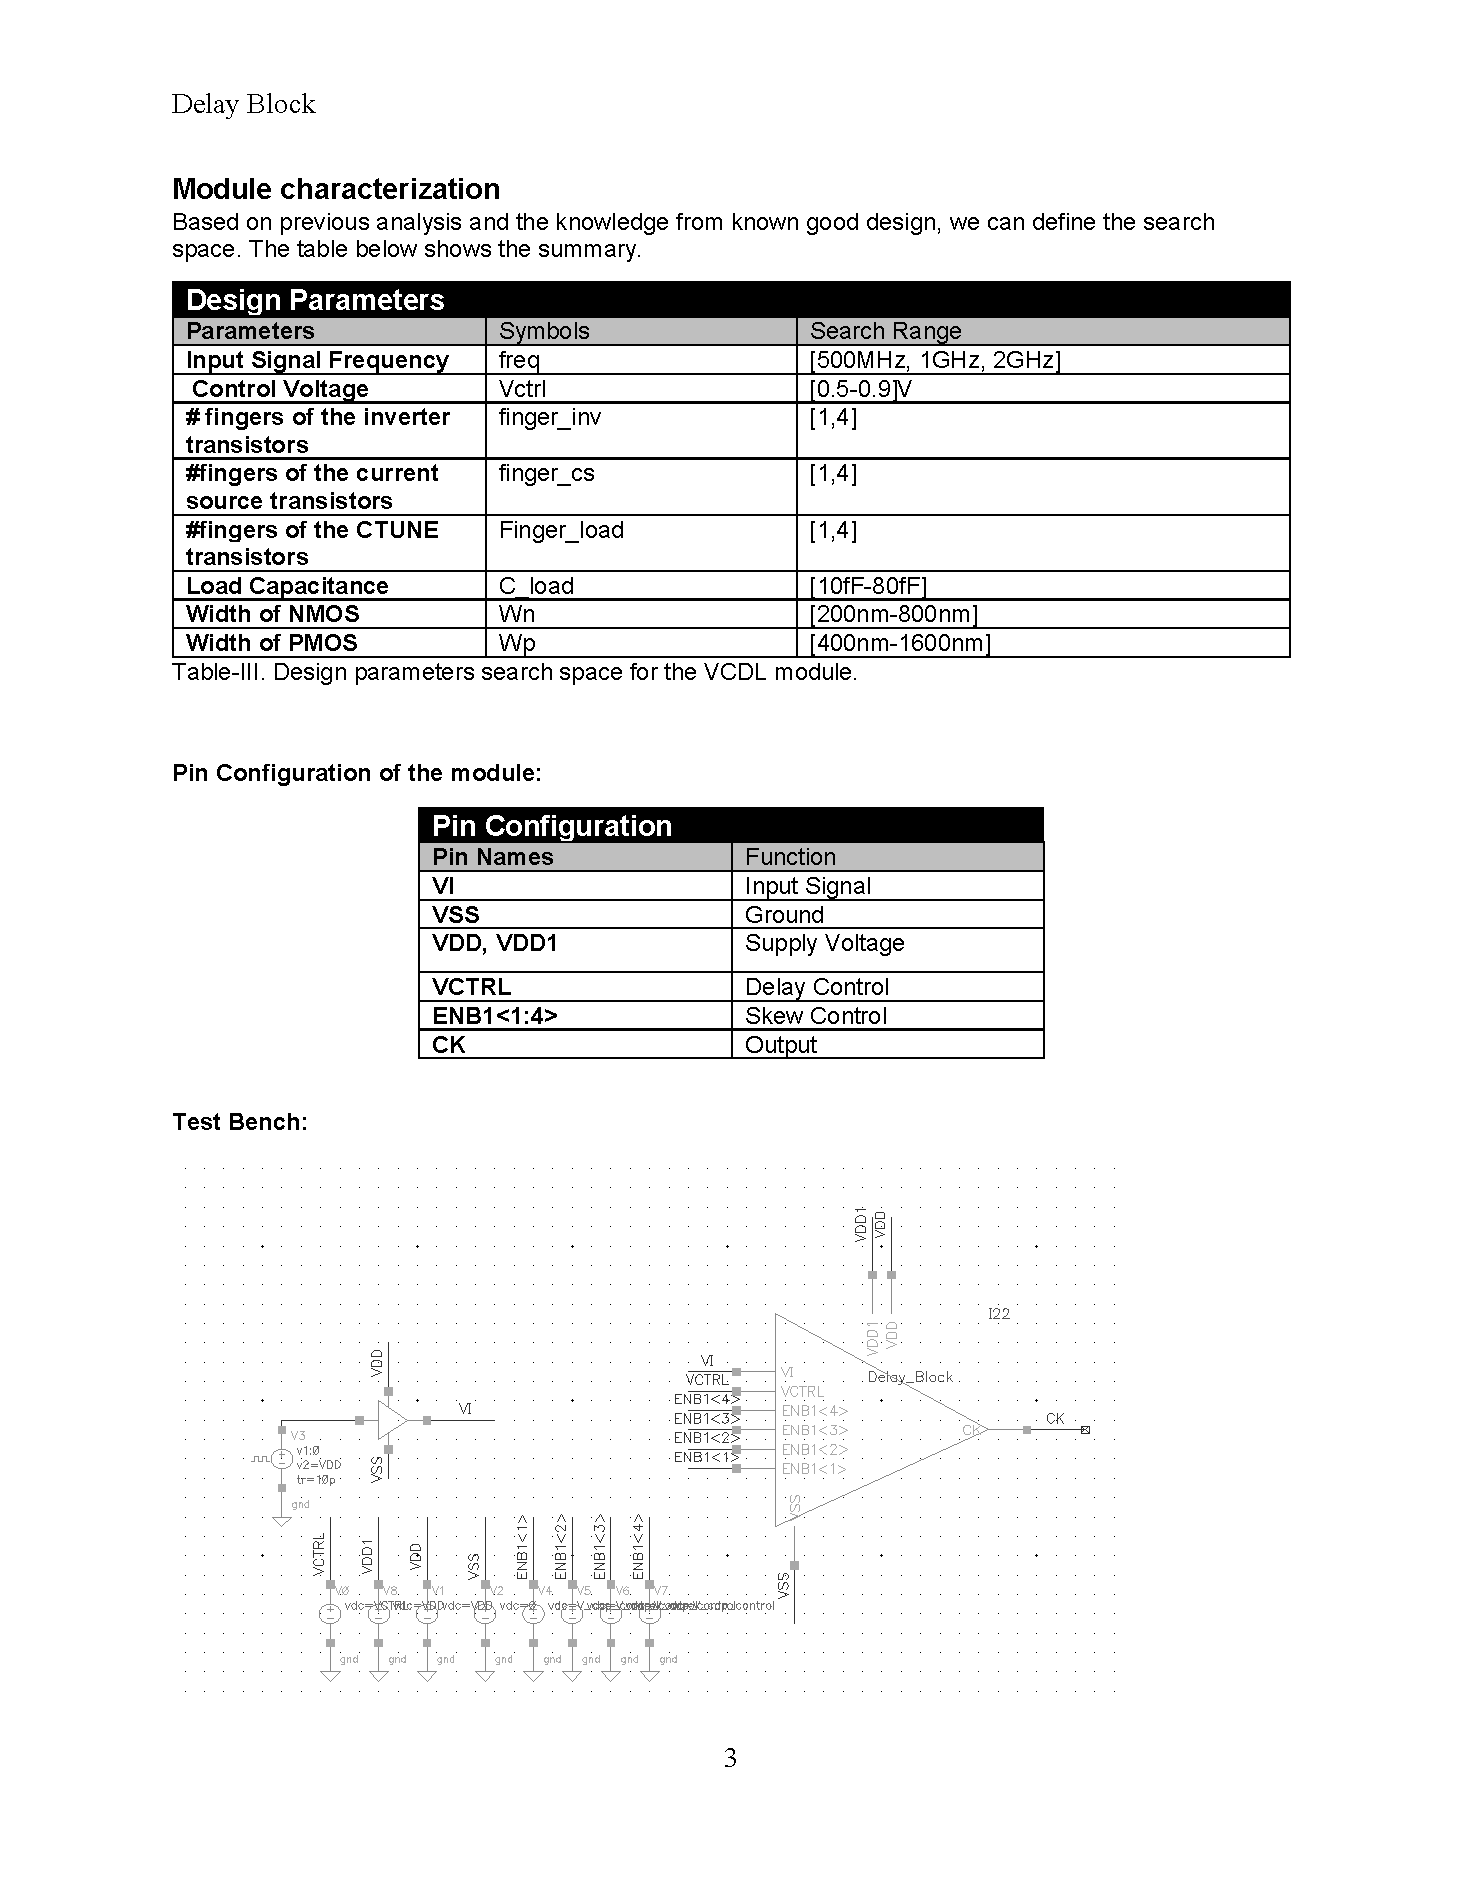 Delay Block
Module characterization
Based on previous analysis and the knowledge from known good design, we can define the search
space. The table below shows the summary.
Design Parameters
Parameters Symbols Search Range
Input Signal Frequency freq [500MHz, 1GHz, 2GHz]
Control Voltage Vctrl [0.5-0.9]V
# fingers of the inverter finger_inv [1,4]
transistors
#fingers of the current finger_cs [1,4]
source transistors
#fingers of the CTUNE Finger_load [1,4]
transistors
Load Capacitance C_load [10fF-80fF]
Width of NMOS Wn [200nm-800nm]
Width of PMOS Wp [400nm-1600nm]
Table-III. Design parameters search space for the VCDL module.
Pin Configuration of the module:
Pin Configuration
Pin Names Function
VI Input Signal
VSS Ground
VDD, VDD1 Supply Voltage
VCTRL Delay Control
ENB1<1:4> Skew Control
CK Output
Test Bench:
VDD1 VDD
I22
VDD1 VDD
VDD
VI VI
Delay_Block
VCTRL VCTRL
ENB1<4> ENB1<4>
VI
ENB1<3> ENB1<3> CK CK
ENB1<2> ENB1<2>
ENB1<1> ENB1<1>
V3
v1:0
v2=VDD
tr=10p
VSS
gnd
VSS
VCTRL VDD1 VDD VSS ENB1<1> ENB1<2> ENB1<3> ENB1<4>
VSS
V0 V8 V1 V2 V4 V5 V6 V7
vdc=VCTRL vdc=VDD vdc=VDD vdc=0
gnd gnd gnd gnd gnd gnd gnd gnd
3